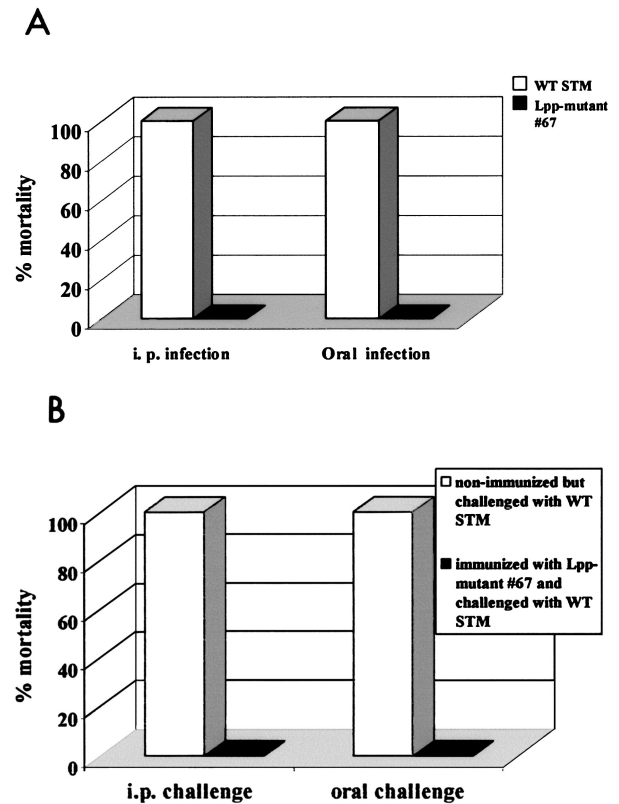 A
WT STM
Lpp-mutant
#67
100
80
60
40
20
0
% mortality
i. p. infection
Oral infection
B
non-immunized but
challenged with WT
STM
immunized with Lpp-
mutant #67 and
challenged with WT
STM
100
80
60
40
20
0
% mortality
i.p. challenge
oral challenge